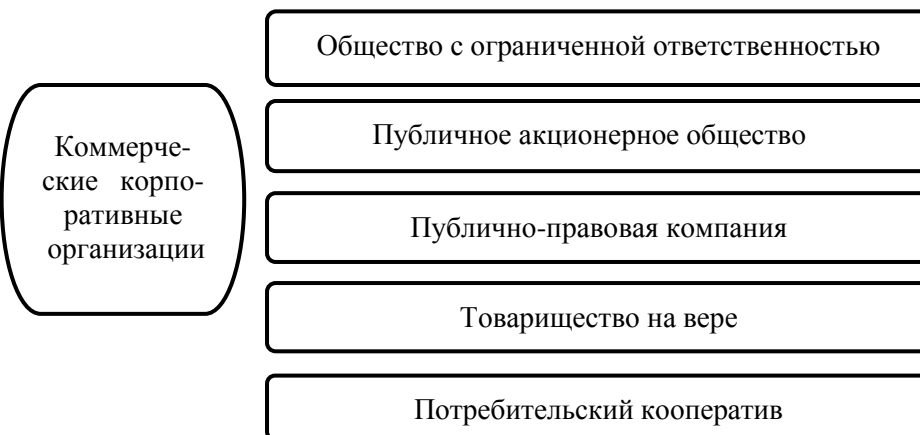 Общество с ограниченной ответственностью
Публичное акционерное общество
Коммерче-
ские корпо-
ративные
организации
Публично-правовая компания
Товарищество на вере
Потребительский кооператив